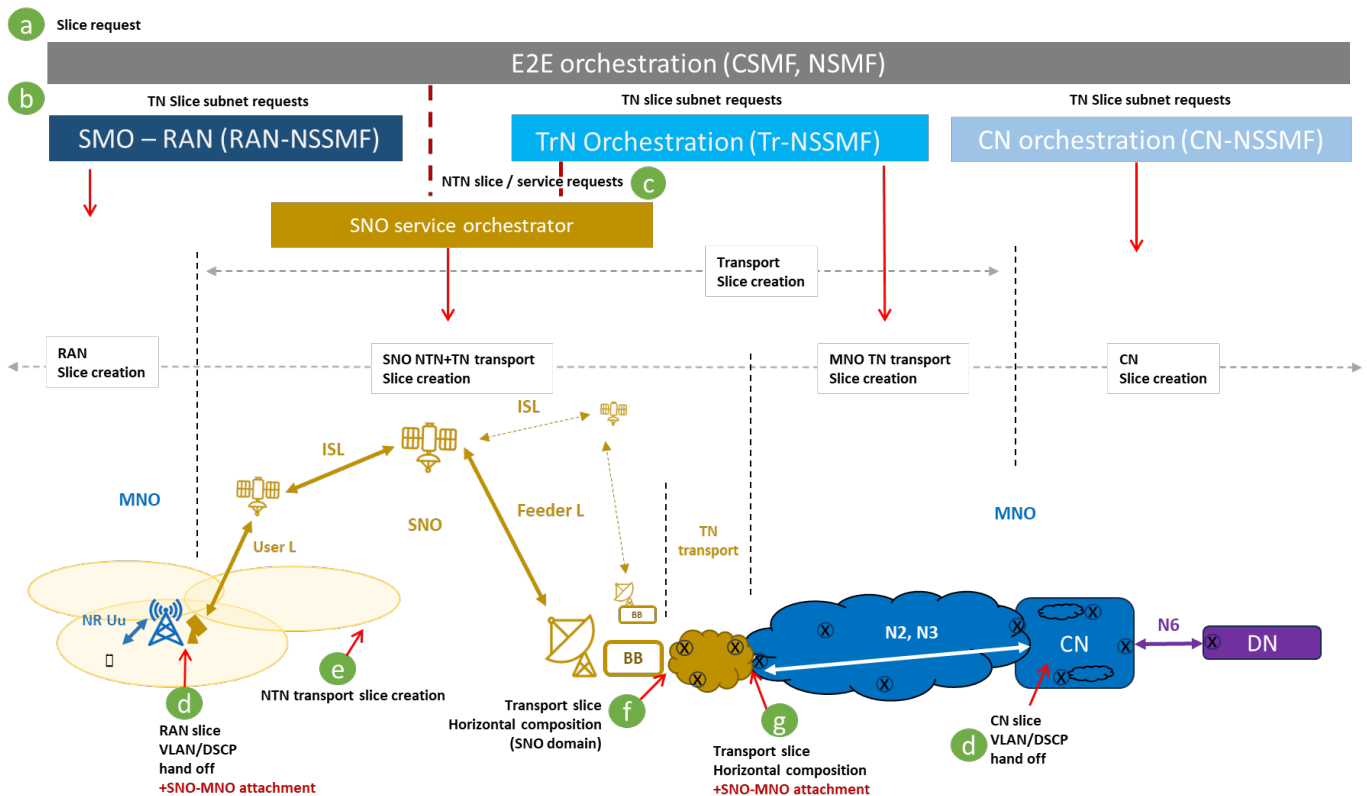 a
Slice request
E2E orchestration (CSMF, NSMF)
b
TN Slice subnet requests
TN slice subnet requests
TN Slice subnet requests
SMO – RAN (RAN-NSSMF)
TrN Orchestration (Tr-NSSMF)
CN orchestration (CN-NSSMF)
NTN slice / service requests
c
SNO service orchestrator
Transport
Slice creation
RAN
Slice creation
SNO NTN+TN transport
Slice creation
MNO TN transport
Slice creation
CN
Slice creation
ISL
ISL
MNO
SNO
Feeder L
MNO
User L
TN
transport
NR Uu
BB
BB
N2, N3
X
X
X
X
X
X
X
X
X
X
X
X
CN
N6
DN
e
NTN transport slice creation
d
RAN slice
VLAN/DSCP
hand off
+SNO-MNO attachment
Transport slice
Horizontal composition
(SNO domain)
f
g
Transport slice
Horizontal composition
+SNO-MNO attachment
d
CN slice
VLAN/DSCP
hand off